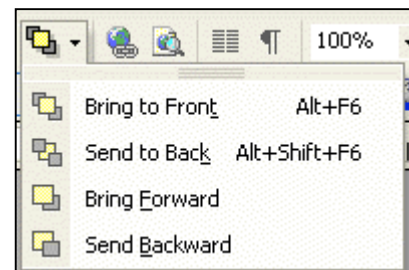 100%
Bring to Front Alt+F6
Send to Back Alt+Shift+F6
Bring Forward
Send Backward